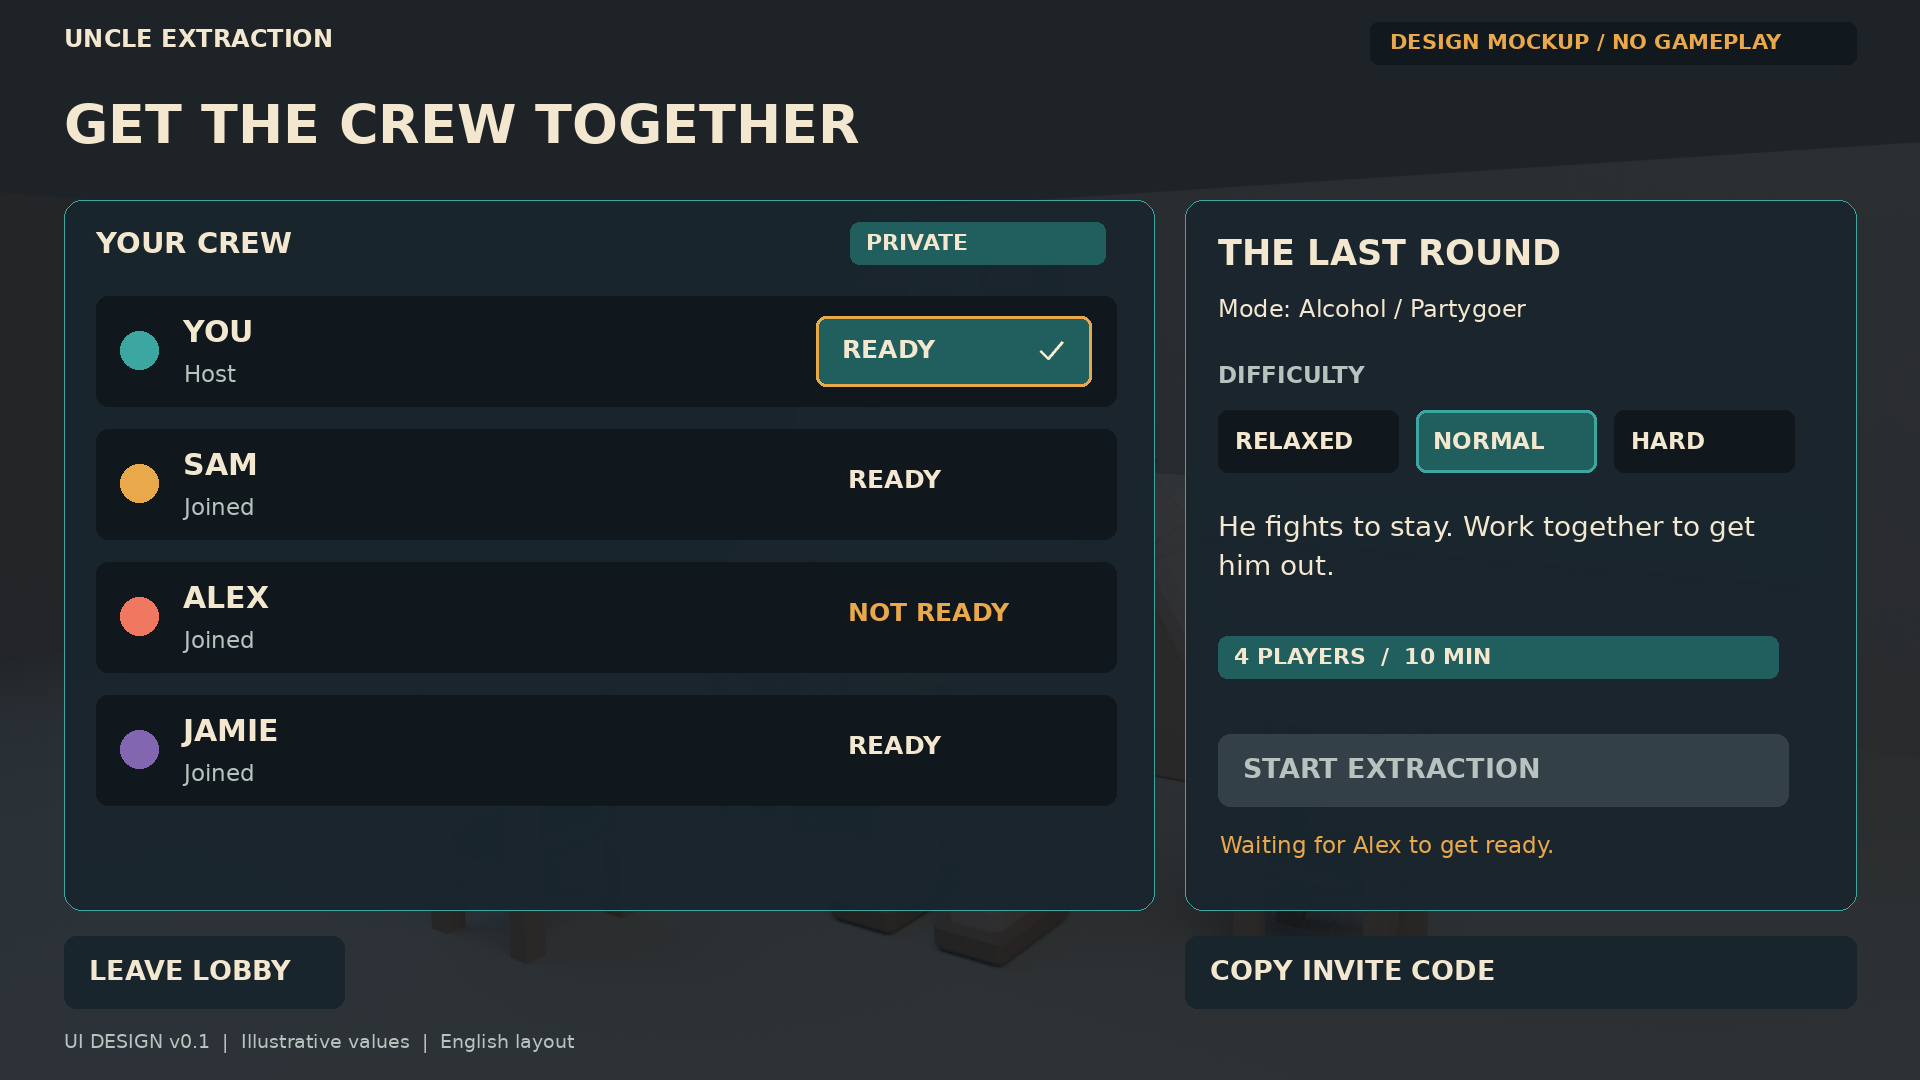 UNCLE EXTRACTION
DESIGN MOCKUP / NO GAMEPLAY
GET THE CREW TOGETHER
YOUR CREW
PRIVATE
YOU
Host
READY
SAM
Joined
READY
ALEX
Joined
NOT READY
JAMIE
Joined
READY
THE LAST ROUND
Mode: Alcohol / Partygoer
DIFFICULTY
RELAXED
NORMAL
HARD
He fights to stay. Work together to get
him out.
4 PLAYERS / 10 MIN
START EXTRACTION
Waiting for Alex to get ready.
LEAVE LOBBY
COPY INVITE CODE
UI DESIGN v0.1 | Illustrative values | English layout